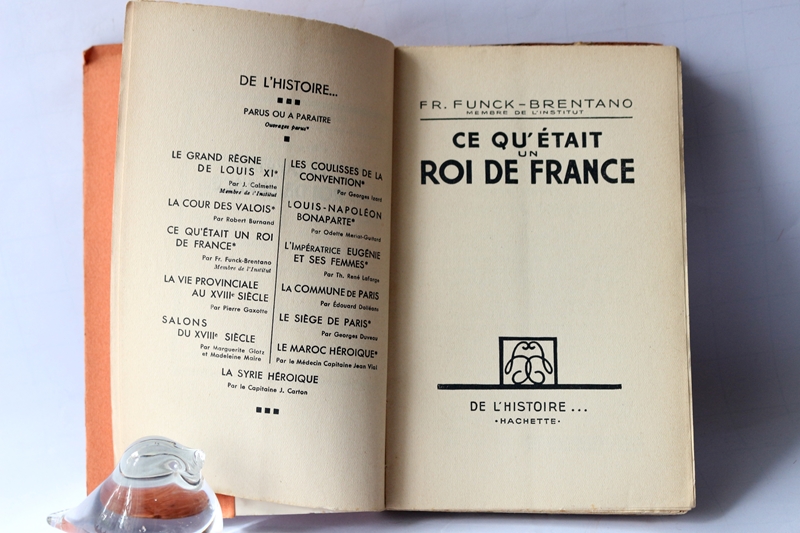 DE L'HISTOIRE...
PARUS OU A PARAITRE
Ouvrages parus*
LE GRAND RÈGNE
DE LOUIS XI*
Par J. Calmette
Membre de l'Institut
LA COUR DES VALOIS*
Par Robert Burnand
CE QU'ÉTAIT UN ROI
DE FRANCE*
Par Fr. Funck-Brentano
Membre de l'Institut
LA VIE PROVINCIALE
AU XVIIIe SIÈCLE
Par Pierre Gaxotte
SALONS
DU XVIIIe SIÈCLE
Par Marguerite Glotz
et Madeleine Maire
LES COULISSES DE LA
CONVENTION*
Par Georges Izard
LOUIS-NAPOLÉON
BONAPARTE*
Par Odette
L'IMPÉRATRICE EUGÉNIE
ET SES FEMMES*
Par Th. René Lafarge
LA COMMUNE DE PARIS
Par Édouard Dolléans
LE SIÈGE DE PARIS*
Par Georges Duveau
LE MAROC HÉROIQUE*
Par le Médecin Capitaine Jean Vial
LA SYRIE HÉROIQUE
Par le Capitaine J. Carton
FR. FUNCK-BRENTANO
MEMBRE DE L'INSTITUT
CE QU'ÉTAIT
UN
ROI DE FRANCE
DE L'HISTOIRE...
•HACHETTE•